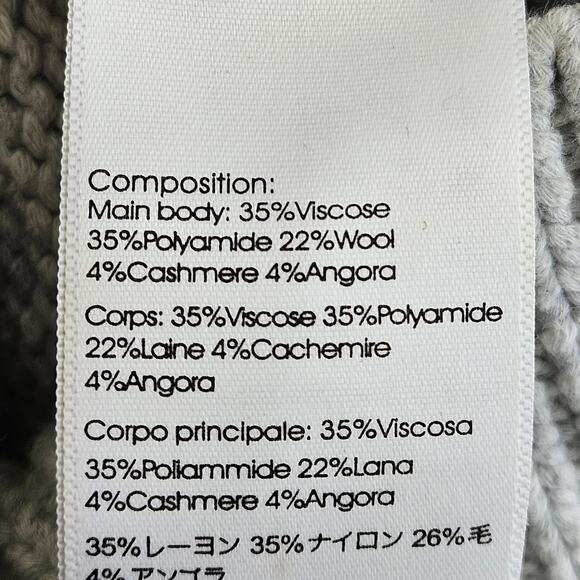 Composition:
Main body: 35%Viscose
35%Polyamide 22%Wool
4%Cashmere 4%Angora
Corps: 35%Viscose 35%Polyamide
22%Laine 4%Cachemire
4%Angora
Corpo principale: 35%Viscosa
35%Poliammide 22%Lana
4%Cashmere 4%Angora
35%レーヨン 35%ナイロン 26%毛
4%アンゴラ